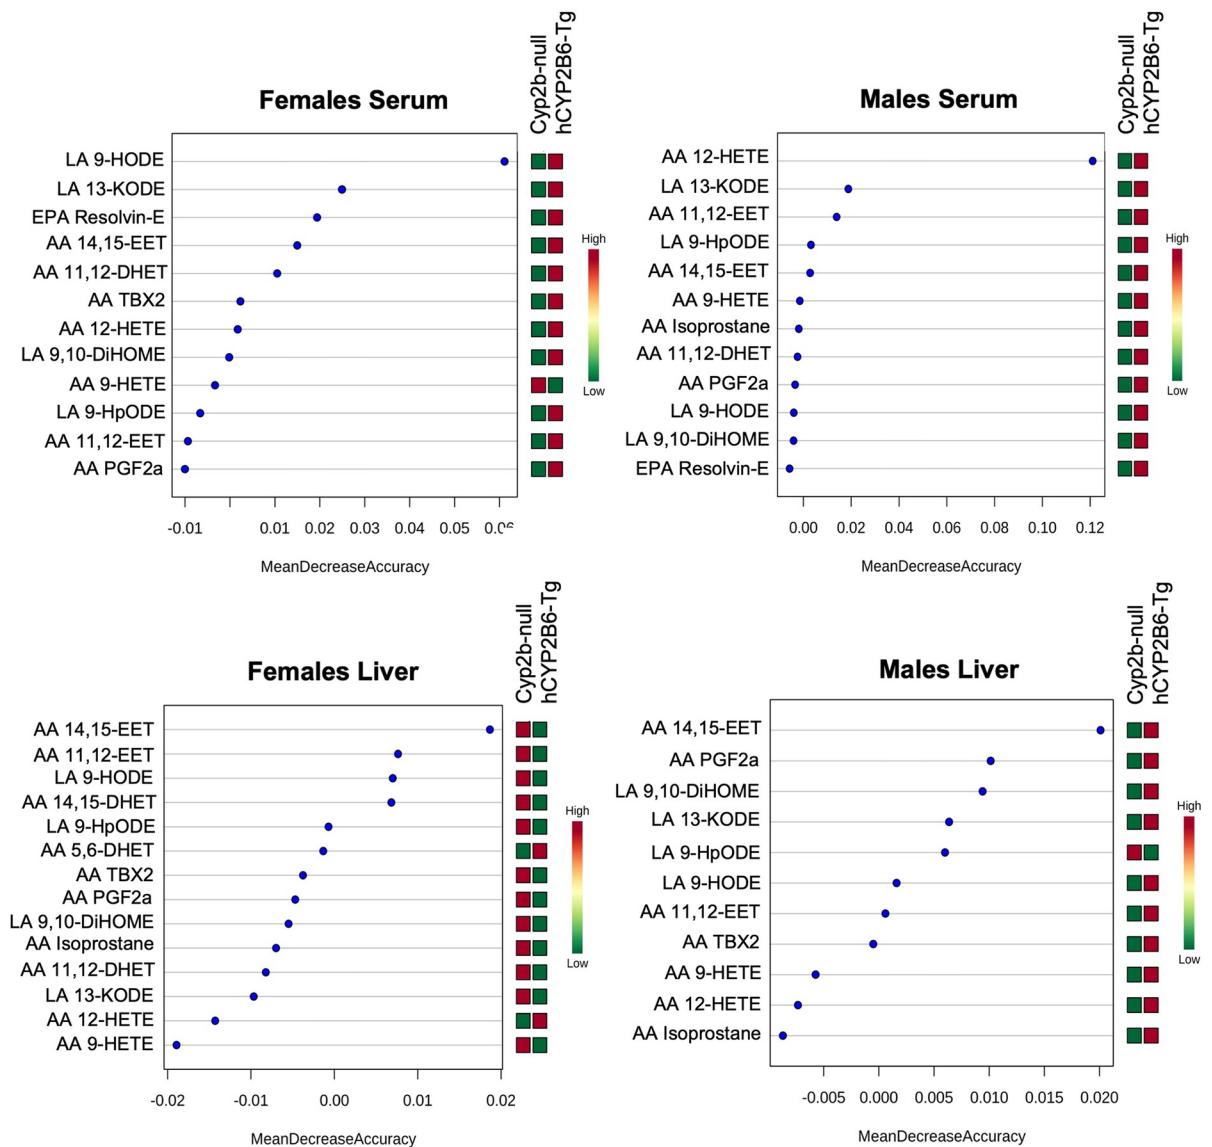 Cyp2b-null
hCYP2B6-Tg
Females Serum
LA 9-HODE
LA 13-KODE
EPA Resolvin-E
AA 14,15-EET
AA 11,12-DHET
AA TBX2
AA 12-HETE
LA 9,10-DiHOME
AA 9-HETE
LA 9-HpODE
AA 11,12-EET
AA PGF2a
High
Low
-0.01 0.01 0.02 0.03 0.04 0.05
MeanDecreaseAccuracy
Cyp2b-null
hCYP2B6-Tg
Males Serum
AA 12-HETE
LA 13-KODE
AA 11,12-EET
LA 9-HpODE
AA 14,15-EET
AA 9-HETE
AA Isoprostane
AA 11,12-DHET
AA PGF2a
LA 9-HODE
LA 9,10-DiHOME
EPA Resolvin-E
High
Low
0.00 0.02 0.04 0.06 0.08 0.10 0.12
MeanDecreaseAccuracy
Cyp2b-null
hCYP2B6-Tg
Females Liver
AA 14,15-EET
AA 11,12-EET
LA 9-HODE
AA 14,15-DHET
LA 9-HpODE
AA 5,6-DHET
AA TBX2
AA PGF2a
LA 9,10-DiHOME
AA Isoprostane
AA 11,12-DHET
LA 13-KODE
AA 12-HETE
AA 9-HETE
High
Low
-0.02 -0.01 0.00 0.01 0.02
MeanDecreaseAccuracy
Cyp2b-null
hCYP2B6-Tg
Males Liver
AA 14,15-EET
AA PGF2a
LA 9,10-DiHOME
LA 13-KODE
LA 9-HpODE
LA 9-HODE
AA 11,12-EET
AA TBX2
AA 9-HETE
AA 12-HETE
AA Isoprostane
High
Low
-0.005 0.000 0.005 0.010 0.015 0.020
MeanDecreaseAccuracy